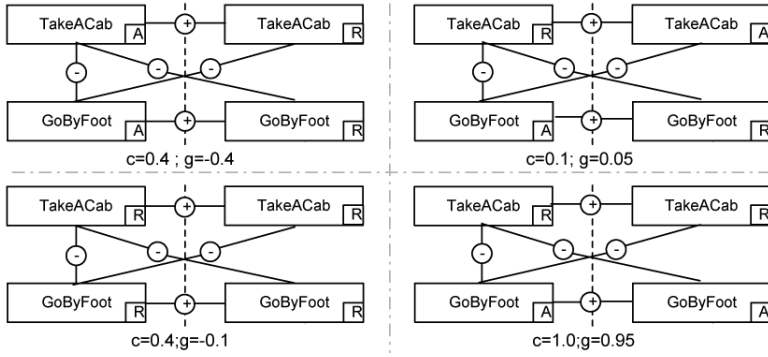 TakeACab A + TakeACab R
- - -
GoByFoot A + GoByFoot R
c=0.4 ; g=-0.4
TakeACab R + TakeACab A
- - -
GoByFoot A + GoByFoot R
c=0.1; g=0.05
TakeACab R + TakeACab R
- - -
GoByFoot R + GoByFoot R
c=0.4;g=-0.1
TakeACab R + TakeACab R
- - -
GoByFoot A + GoByFoot A
c=1.0;g=0.95